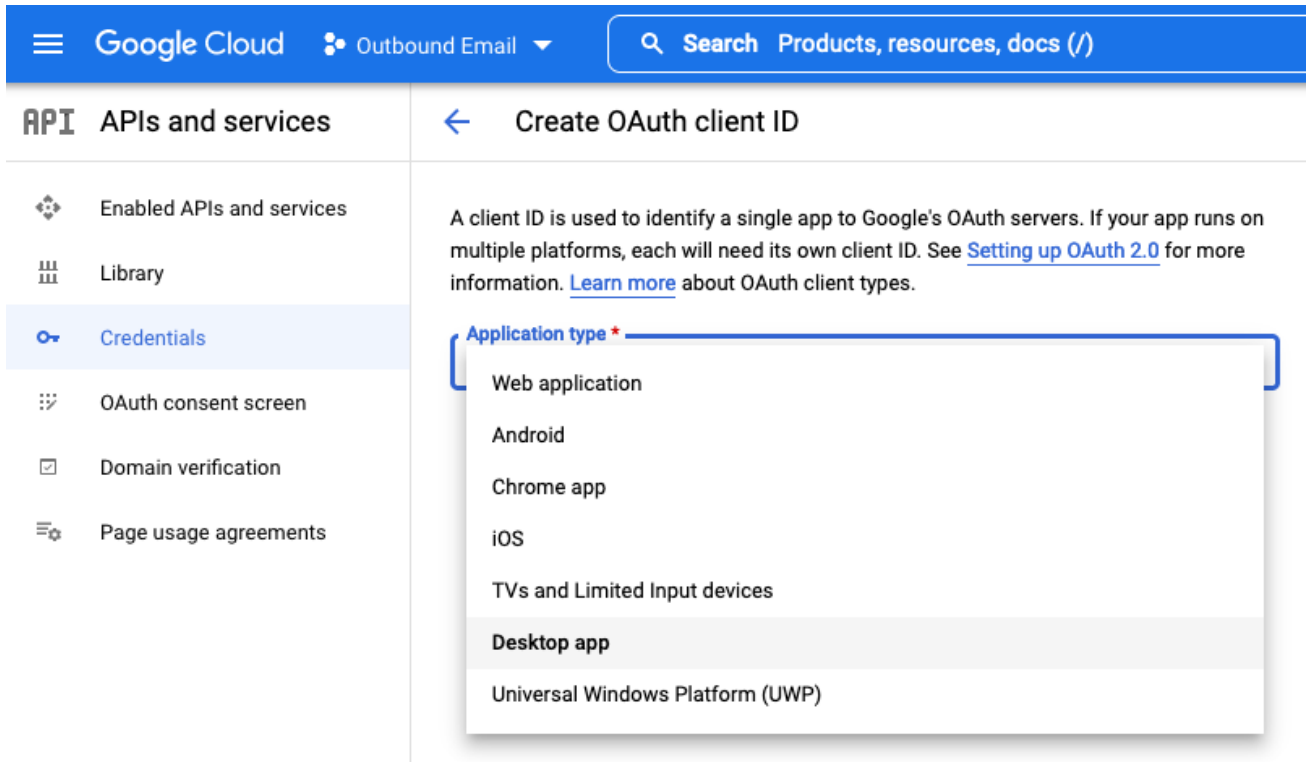 Google Cloud
Outbound Email
Search Products, resources, docs (/)
API APIs and services
Enabled APIs and services
Library
Credentials
OAuth consent screen
Domain verification
Page usage agreements
Create OAuth client ID
A client ID is used to identify a single app to Google's OAuth servers. If your app runs on
multiple platforms, each will need its own client ID. See Setting up OAuth 2.0 for more
information. Learn more about OAuth client types.
Application type *
Web application
Android
Chrome app
iOS
TVs and Limited Input devices
Desktop app
Universal Windows Platform (UWP)